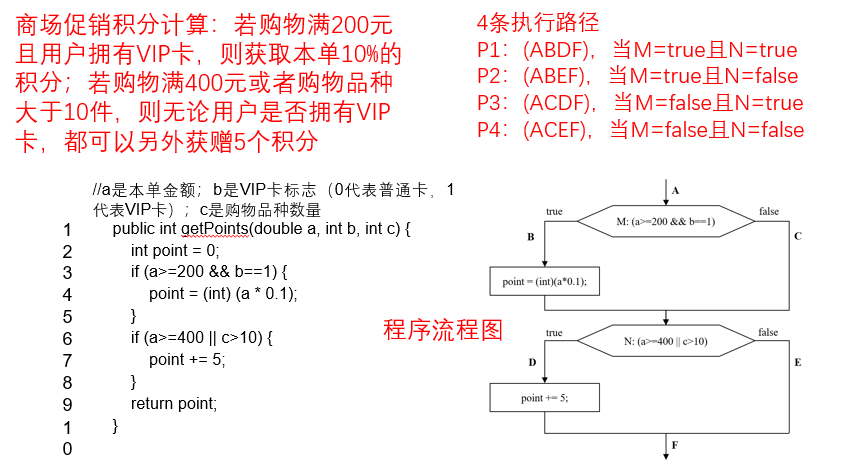 商场促销积分计算：若购物满200元
且用户拥有VIP卡，则获取本单10%的
积分；若购物满400元或者购物品种
大于10件，则无论用户是否拥有VIP
卡，都可以另外获赠5个积分
4条执行路径
P1：(ABDF)，当M=true且N=true
P2：(ABEF)，当M=true且N=false
P3：(ACDF)，当M=false且N=true
P4：(ACEF)，当M=false且N=false
//a是本单金额；b是VIP卡标志（0代表普通卡，1
代表VIP卡）；c是购物品种数量
1 public int getPoints(double a, int b, int c) {
2 int point = 0;
3 if (a>=200 && b==1) {
4 point = (int) (a * 0.1);
5 }
6 if (a>=400 || c>10) {
7 point += 5;
8 }
9 return point;
1 }
0
程序流程图
A
true
M: (a>=200 && b==1)
false
B
C
point = (int)(a*0.1);
true
N: (a>=400 || c>10)
false
D
E
point += 5;
F